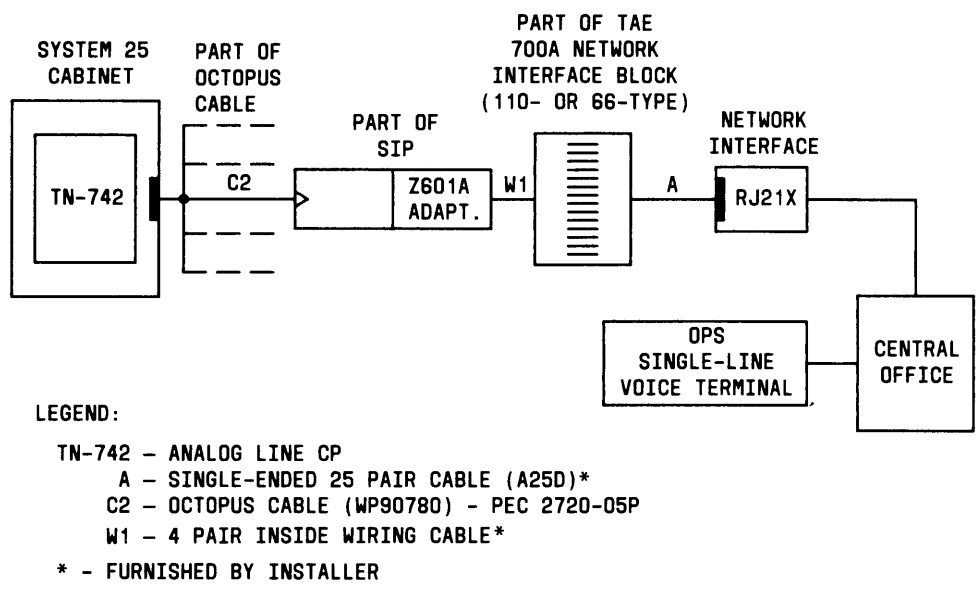 SYSTEM 25
CABINET
PART OF
OCTOPUS
CABLE
PART OF
SIP
PART OF TAE
700A NETWORK
INTERFACE BLOCK
(110- OR 66-TYPE)
NETWORK
INTERFACE
TN-742
C2
Z601A
ADAPT.
W1
A
RJ21X
OPS
SINGLE-LINE
VOICE TERMINAL
CENTRAL
OFFICE
LEGEND:
TN-742 – ANALOG LINE CP
A – SINGLE-ENDED 25 PAIR CABLE (A25D)*
C2 – OCTOPUS CABLE (WP90780) - PEC 2720-05P
W1 – 4 PAIR INSIDE WIRING CABLE*
* - FURNISHED BY INSTALLER